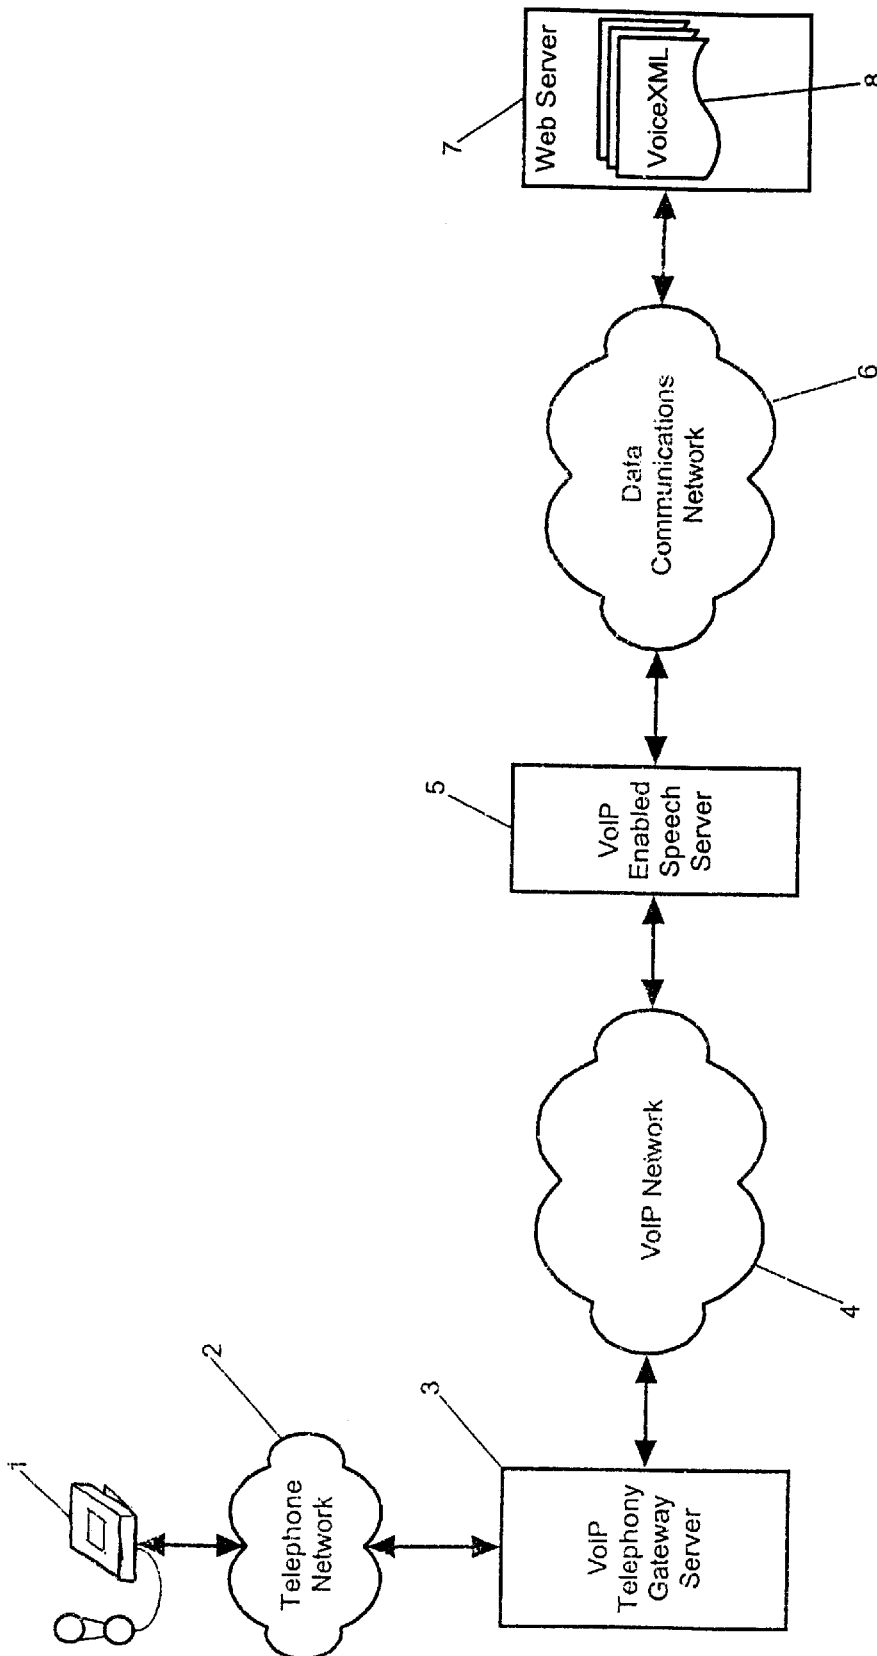 1
2
Telephone
Network
3
VoIP
Telephony
Gateway
Server
4
VoIP Network
5
VoIP
Enabled
Speech
Server
6
Data
Communications
Network
7
Web Server
VoiceXML
8